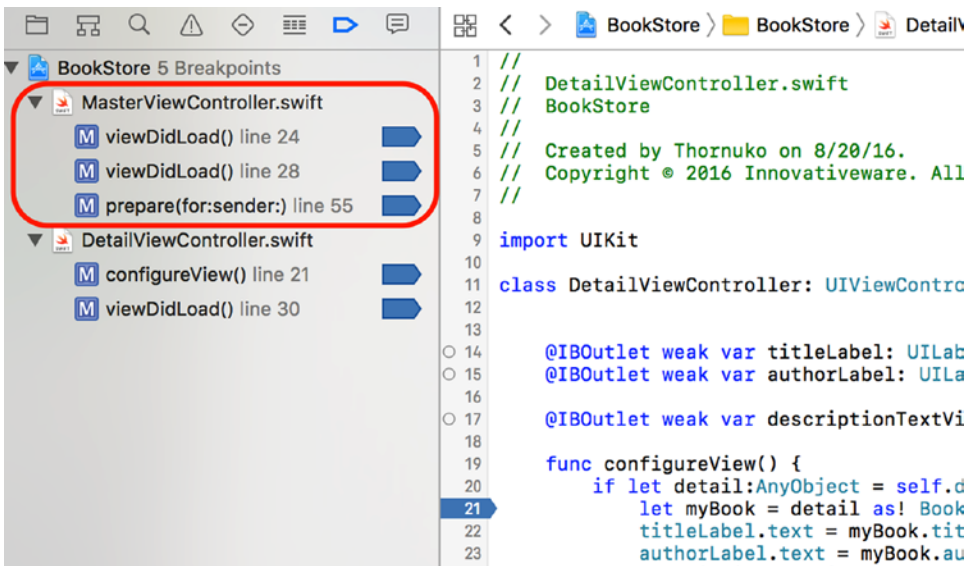 BookStore BookStore DetailV
BookStore 5 Breakpoints
MasterViewController.swift
M viewDidLoad() line 24
M viewDidLoad() line 28
M prepare(for:sender:) line 55
DetailViewController.swift
M configureView() line 21
M viewDidLoad() line 30
1 //
2 // DetailViewController.swift
3 // BookStore
4 //
5 // Created by Thornuko on 8/20/16.
6 // Copyright © 2016 Innovativeware. All
7 //
8
9 import UIKit
10
11 class DetailViewController: UIViewContro
12
13
14 @IBOutlet weak var titleLabel: UILab
15 @IBOutlet weak var authorLabel: UILa
16
17 @IBOutlet weak var descriptionTextVi
18
19 func configureView() {
20 if let detail:AnyObject = self.d
21 let myBook = detail as! Book
22 titleLabel.text = myBook.tit
23 authorLabel.text = myBook.au